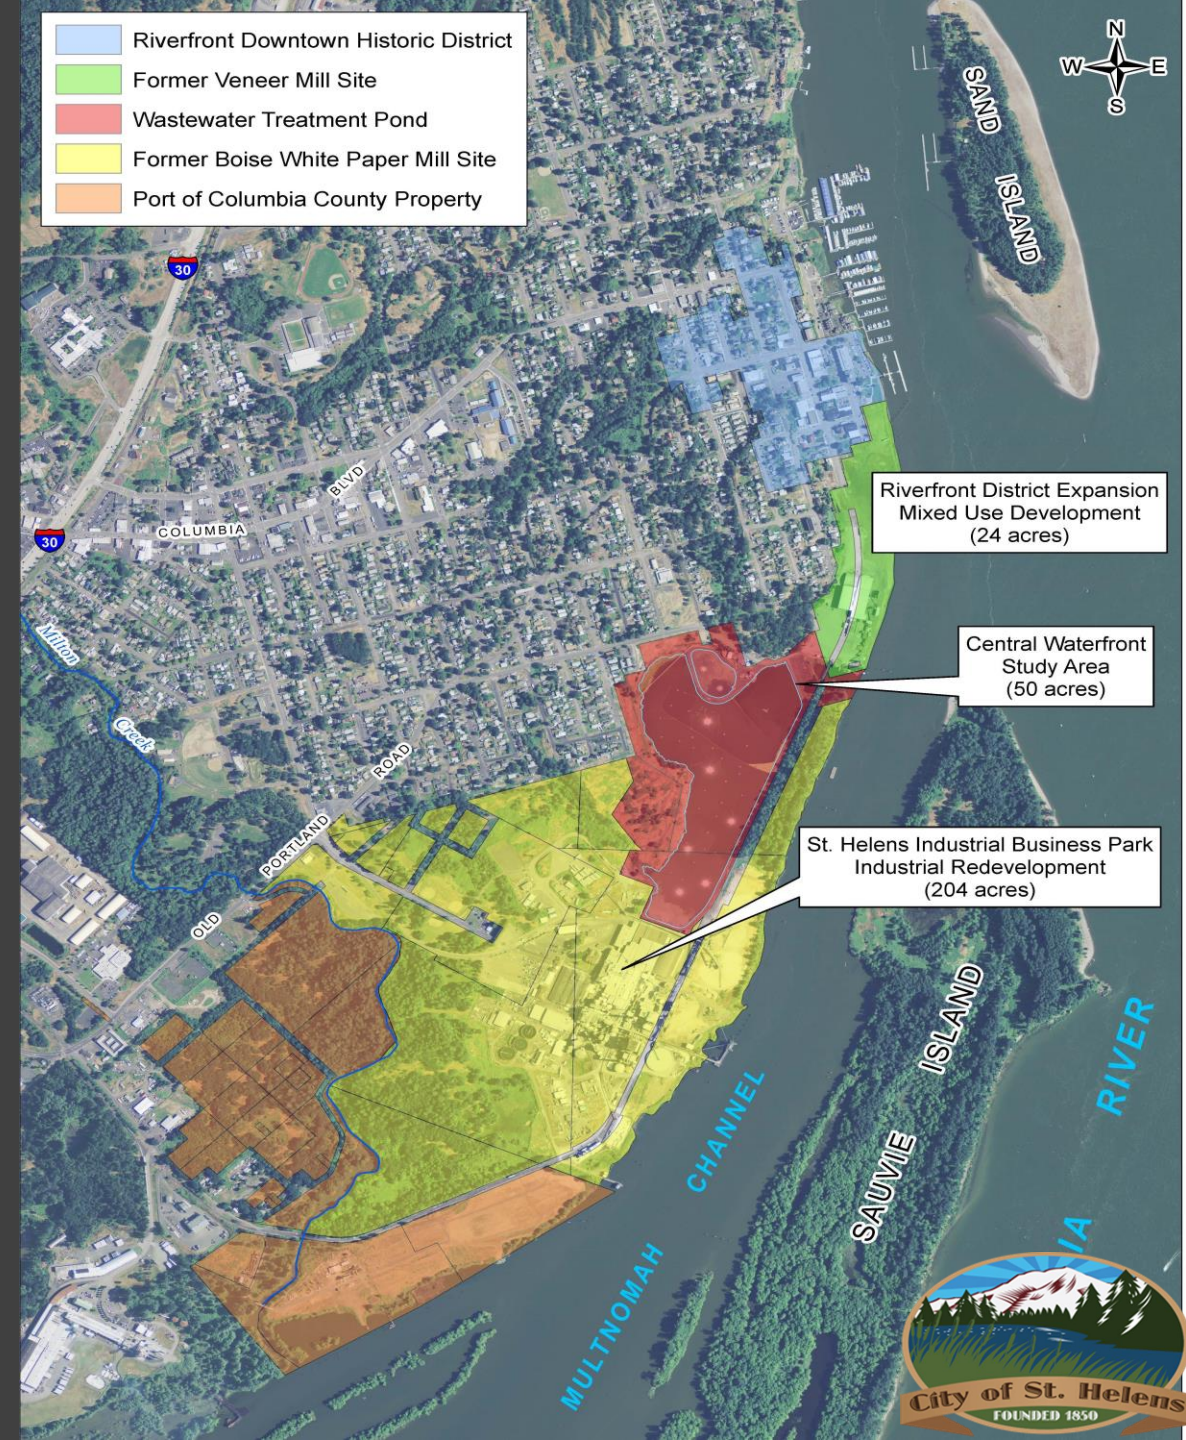 Riverfront Downtown Historic District
Former Veneer Mill Site
Wastewater Treatment Pond
Former Boise White Paper Mill Site
Port of Columbia County Property
N
W E
S
SAND
ISLAND
30
30
COLUMBIA
BLVD
Riverfront District Expansion
Mixed Use Development
(24 acres)
Milton
Creek
Central Waterfront
Study Area
(50 acres)
OLD
PORTLAND
ROAD
St. Helens Industrial Business Park
Industrial Redevelopment
(204 acres)
SAUVIE
ISLAND
MULTNOMAH
CHANNEL
IA
RIVER
City of St. Helens
FOUNDED 1850